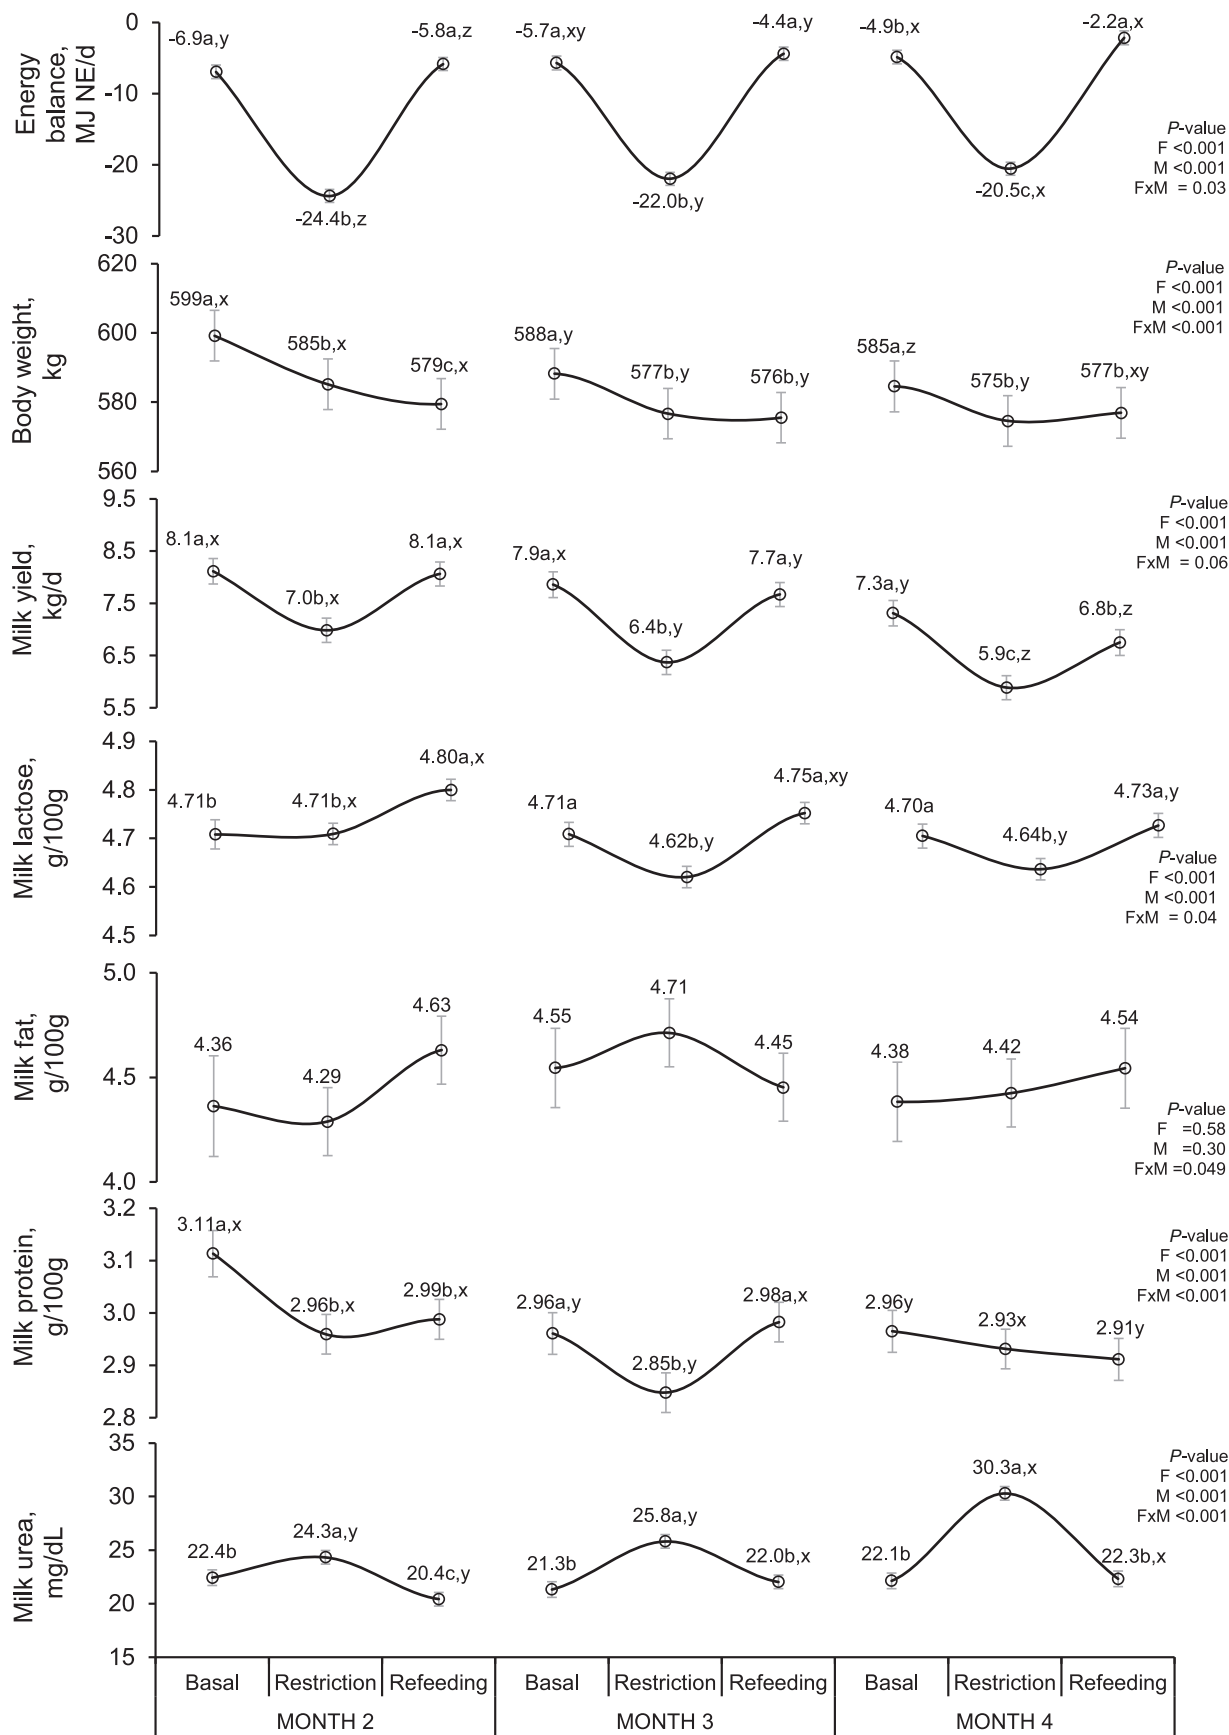 Energy
balance,
MJ NE/d
0
-10
-20
-30
-6.9a,y
-5.8a,z
-24.4b,z
-5.7a,xy
-4.4a,y
-22.0b,y
-4.9b,x
-2.2a,x
-20.5c,x
P-value
F <0.001
M <0.001
FxM = 0.03
Body weight,
kg
620
600
580
560
599a,x
585b,x
579c,x
588a,y
577b,y
576b,y
585a,z
575b,y
577b,xy
P-value
F <0.001
M <0.001
FxM <0.001
Milk yield,
kg/d
9.5
8.5
7.5
6.5
5.5
8.1a,x
7.0b,x
8.1a,x
7.9a,x
6.4b,y
7.7a,y
7.3a,y
5.9c,z
6.8b,z
P-value
F <0.001
M <0.001
FxM = 0.06
Milk lactose,
g/100g
4.9
4.8
4.7
4.6
4.5
4.71b
4.71b,x
4.80a,x
4.71a
4.62b,y
4.75a,xy
4.70a
4.64b,y
4.73a,y
P-value
F <0.001
M <0.001
FxM = 0.04
Milk fat,
g/100g
5.0
4.5
4.0
4.36
4.29
4.63
4.55
4.71
4.45
4.38
4.42
4.54
P-value
F =0.58
M =0.30
FxM =0.049
Milk protein,
g/100g
3.2
3.1
3.0
2.9
2.8
3.11a,x
2.96b,x
2.99b,x
2.96a,y
2.85b,y
2.98a,x
2.96y
2.93x
2.91y
P-value
F <0.001
M <0.001
FxM <0.001
Milk urea,
mg/dL
35
30
25
20
15
22.4b
24.3a,y
20.4c,y
21.3b
25.8a,y
22.0b,x
22.1b
30.3a,x
22.3b,x
P-value
F <0.001
M <0.001
FxM <0.001
Basal Restriction Refeeding Basal Restriction Refeeding Basal Restriction Refeeding
MONTH 2 MONTH 3 MONTH 4